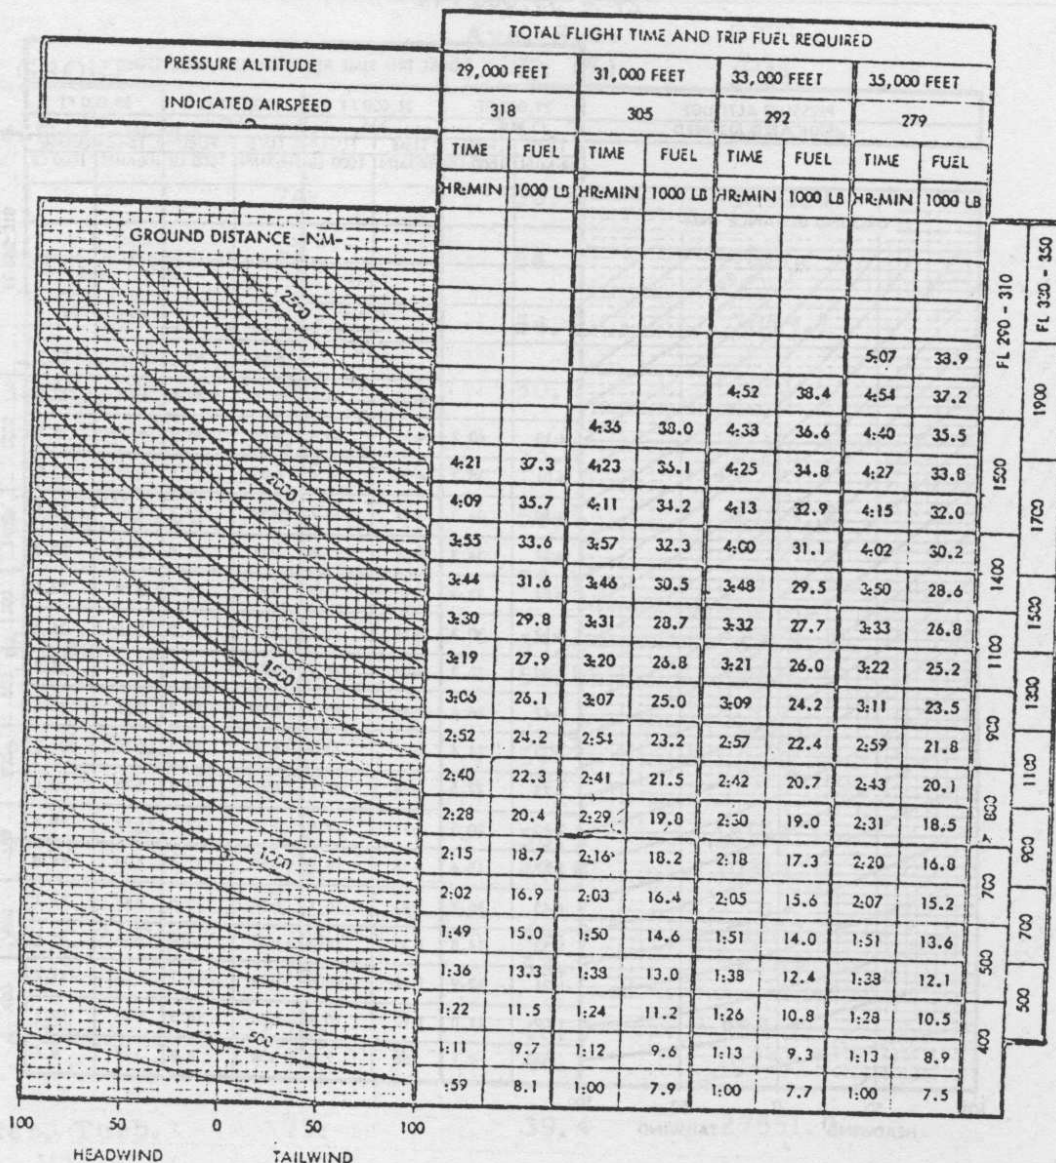 TOTAL FLIGHT TIME AND TRIP FUEL REQUIRED
PRESSURE ALTITUDE 29,000 FEET 31,000 FEET 33,000 FEET 35,000 FEET
INDICATED AIRSPEED 318 305 292 279
TIME FUEL TIME FUEL TIME FUEL TIME FUEL
HR:MIN 1000 LB HR:MIN 1000 LB HR:MIN 1000 LB HR:MIN 1000 LB
GROUND DISTANCE -NM-
5:07 33.9
4:52 38.4 4:54 37.2
4:36 38.0 4:33 36.6 4:40 35.5
4:21 37.3 4:23 36.1 4:25 34.8 4:27 33.8
4:09 35.7 4:11 34.2 4:13 32.9 4:15 32.0
3:55 33.6 3:57 32.3 4:00 31.1 4:02 30.2
3:44 31.6 3:46 30.5 3:48 29.5 3:50 28.6
3:30 29.8 3:31 28.7 3:32 27.7 3:33 26.8
3:19 27.9 3:20 26.8 3:21 26.0 3:22 25.2
3:06 26.1 3:07 25.0 3:09 24.2 3:11 23.5
2:52 24.2 2:54 23.2 2:57 22.4 2:59 21.8
2:40 22.3 2:41 21.5 2:42 20.7 2:43 20.1
2:28 20.4 2:29 19.8 2:30 19.0 2:31 18.5
2:15 18.7 2:16 18.2 2:18 17.3 2:20 16.8
2:02 16.9 2:03 16.4 2:05 15.6 2:07 15.2
1:49 15.0 1:50 14.6 1:51 14.0 1:51 13.6
1:36 13.3 1:38 13.0 1:38 12.4 1:38 12.1
1:22 11.5 1:24 11.2 1:26 10.8 1:28 10.5
1:11 9.7 1:12 9.6 1:13 9.3 1:13 8.9
:59 8.1 1:00 7.9 1:00 7.7 1:00 7.5
2500
2000
1500
1000
500
FL 290 - 310
1500
1400
1100
900
800
700
500
400
FL 320 - 350
1900
1700
1500
1300
1100
900
700
500
100 50 0 50 100
HEADWIND TAILWIND